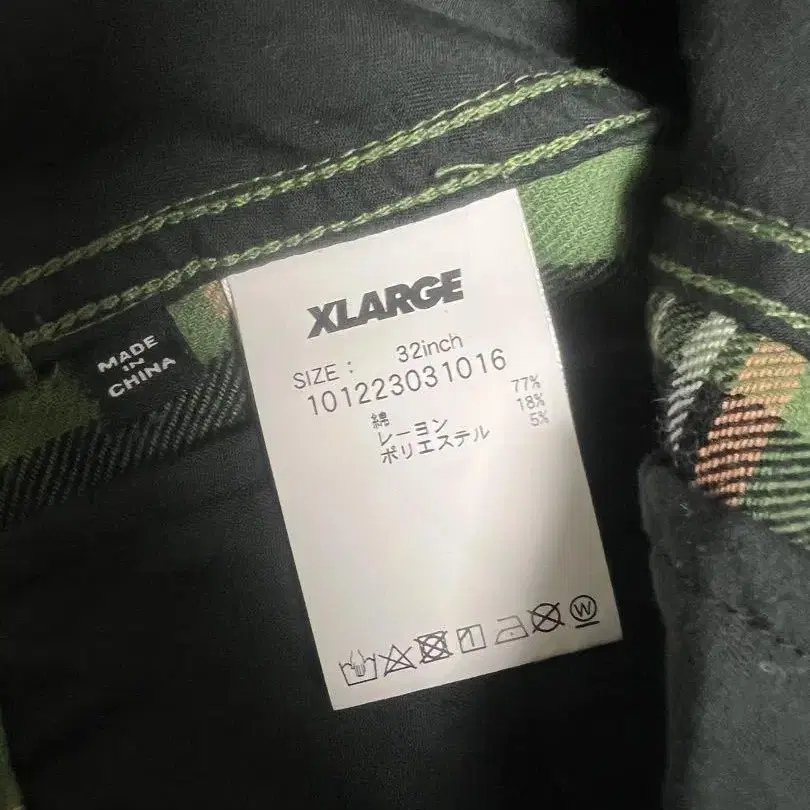 MADE
IN
CHINA
XLARGE
SIZE : 32inch
101223031016
綿 77%
レーヨン 18%
ポリエステル 5%
W